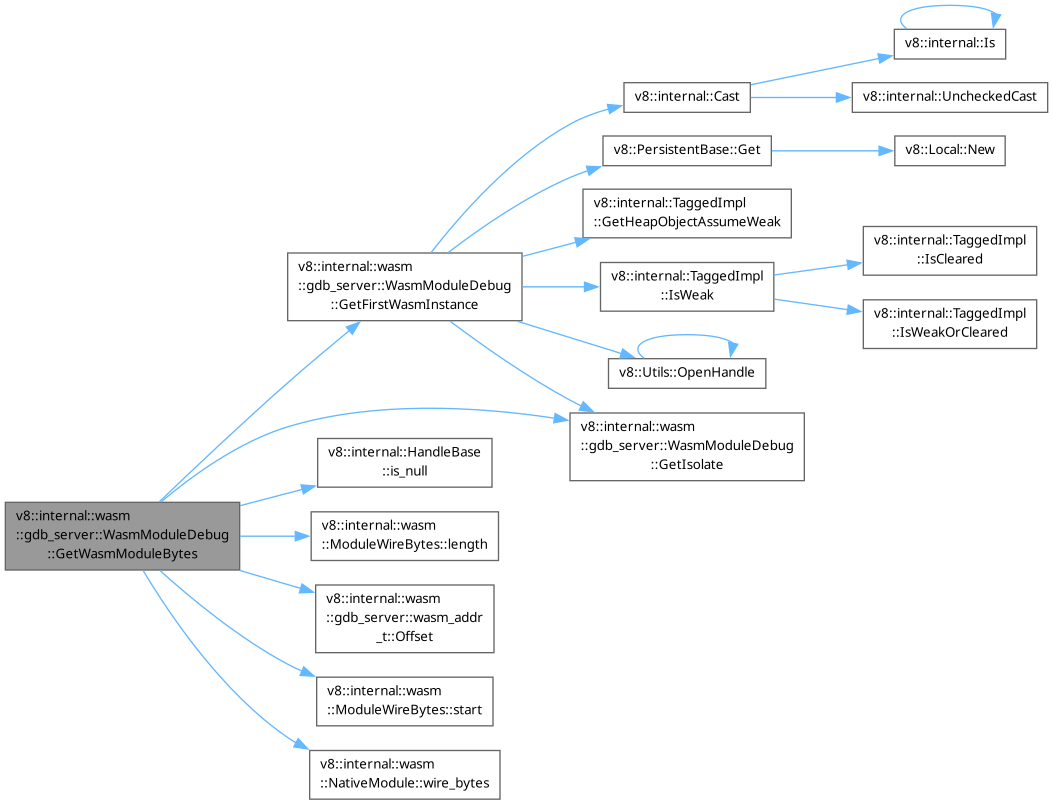 v8::internal::Is
v8::internal::Cast
v8::internal::UncheckedCast
v8::PersistentBase::Get
v8::Local::New
v8::internal::TaggedImpl
::GetHeapObjectAssumeWeak
v8::internal::TaggedImpl
::IsCleared
v8::internal::wasm
::gdb_server::WasmModuleDebug
::GetFirstWasmInstance
v8::internal::TaggedImpl
::IsWeak
v8::internal::TaggedImpl
::IsWeakOrCleared
v8::Utils::OpenHandle
v8::internal::wasm
::gdb_server::WasmModuleDebug
::GetIsolate
v8::internal::HandleBase
::is_null
v8::internal::wasm
::gdb_server::WasmModuleDebug
::GetWasmModuleBytes
v8::internal::wasm
::ModuleWireBytes::length
v8::internal::wasm
::gdb_server::wasm_addr
_t::Offset
v8::internal::wasm
::ModuleWireBytes::start
v8::internal::wasm
::NativeModule::wire_bytes